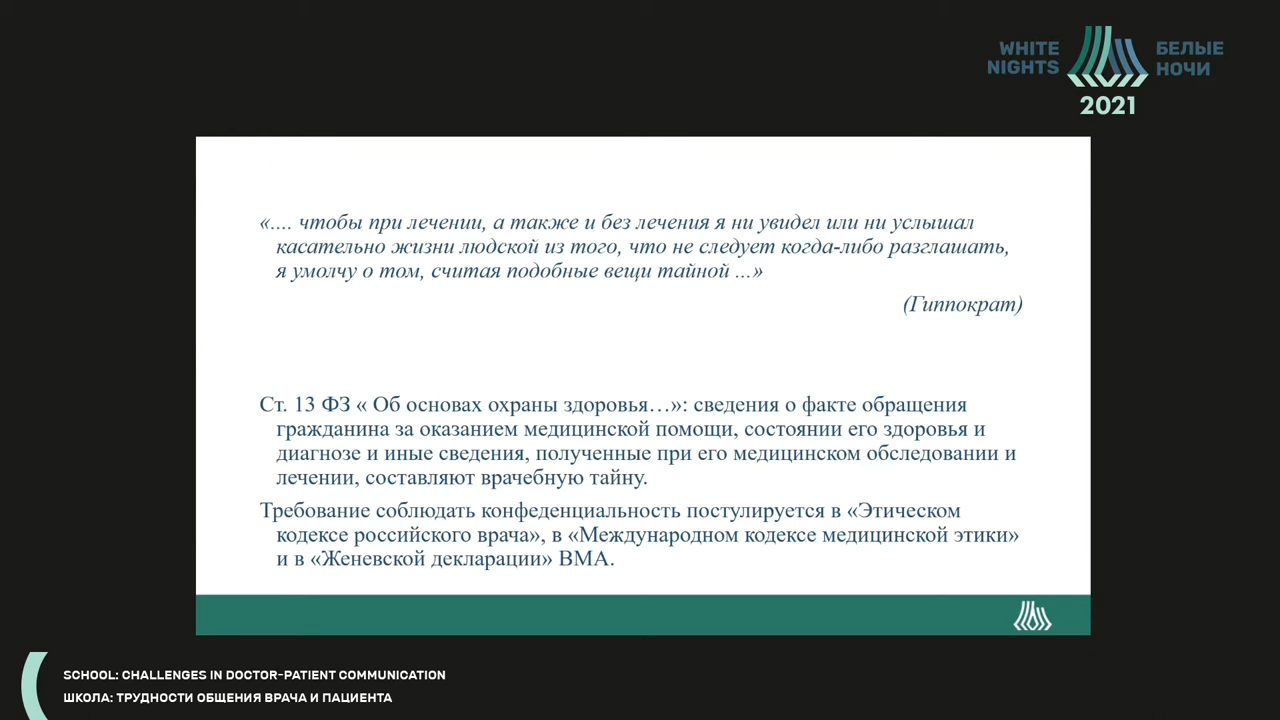 WHITE
NIGHTS
БЕЛЫЕ
НОЧИ
2021
«.... чтобы при лечении, а также и без лечения я ни увидел или ни услышал
касательно жизни людской из того, что не следует когда-либо разглашать,
я умолчу о том, считая подобные вещи тайной ...»
(Гиппократ)
Ст. 13 ФЗ « Об основах охраны здоровья…»: сведения о факте обращения
гражданина за оказанием медицинской помощи, состоянии его здоровья и
диагнозе и иные сведения, полученные при его медицинском обследовании и
лечении, составляют врачебную тайну.
Требование соблюдать конфеденциальность постулируется в «Этическом
кодексе российского врача», в «Международном кодексе медицинской этики»
и в «Женевской декларации» ВМА.
SCHOOL: CHALLENGES IN DOCTOR-PATIENT COMMUNICATION
ШКОЛА: ТРУДНОСТИ ОБЩЕНИЯ ВРАЧА И ПАЦИЕНТА